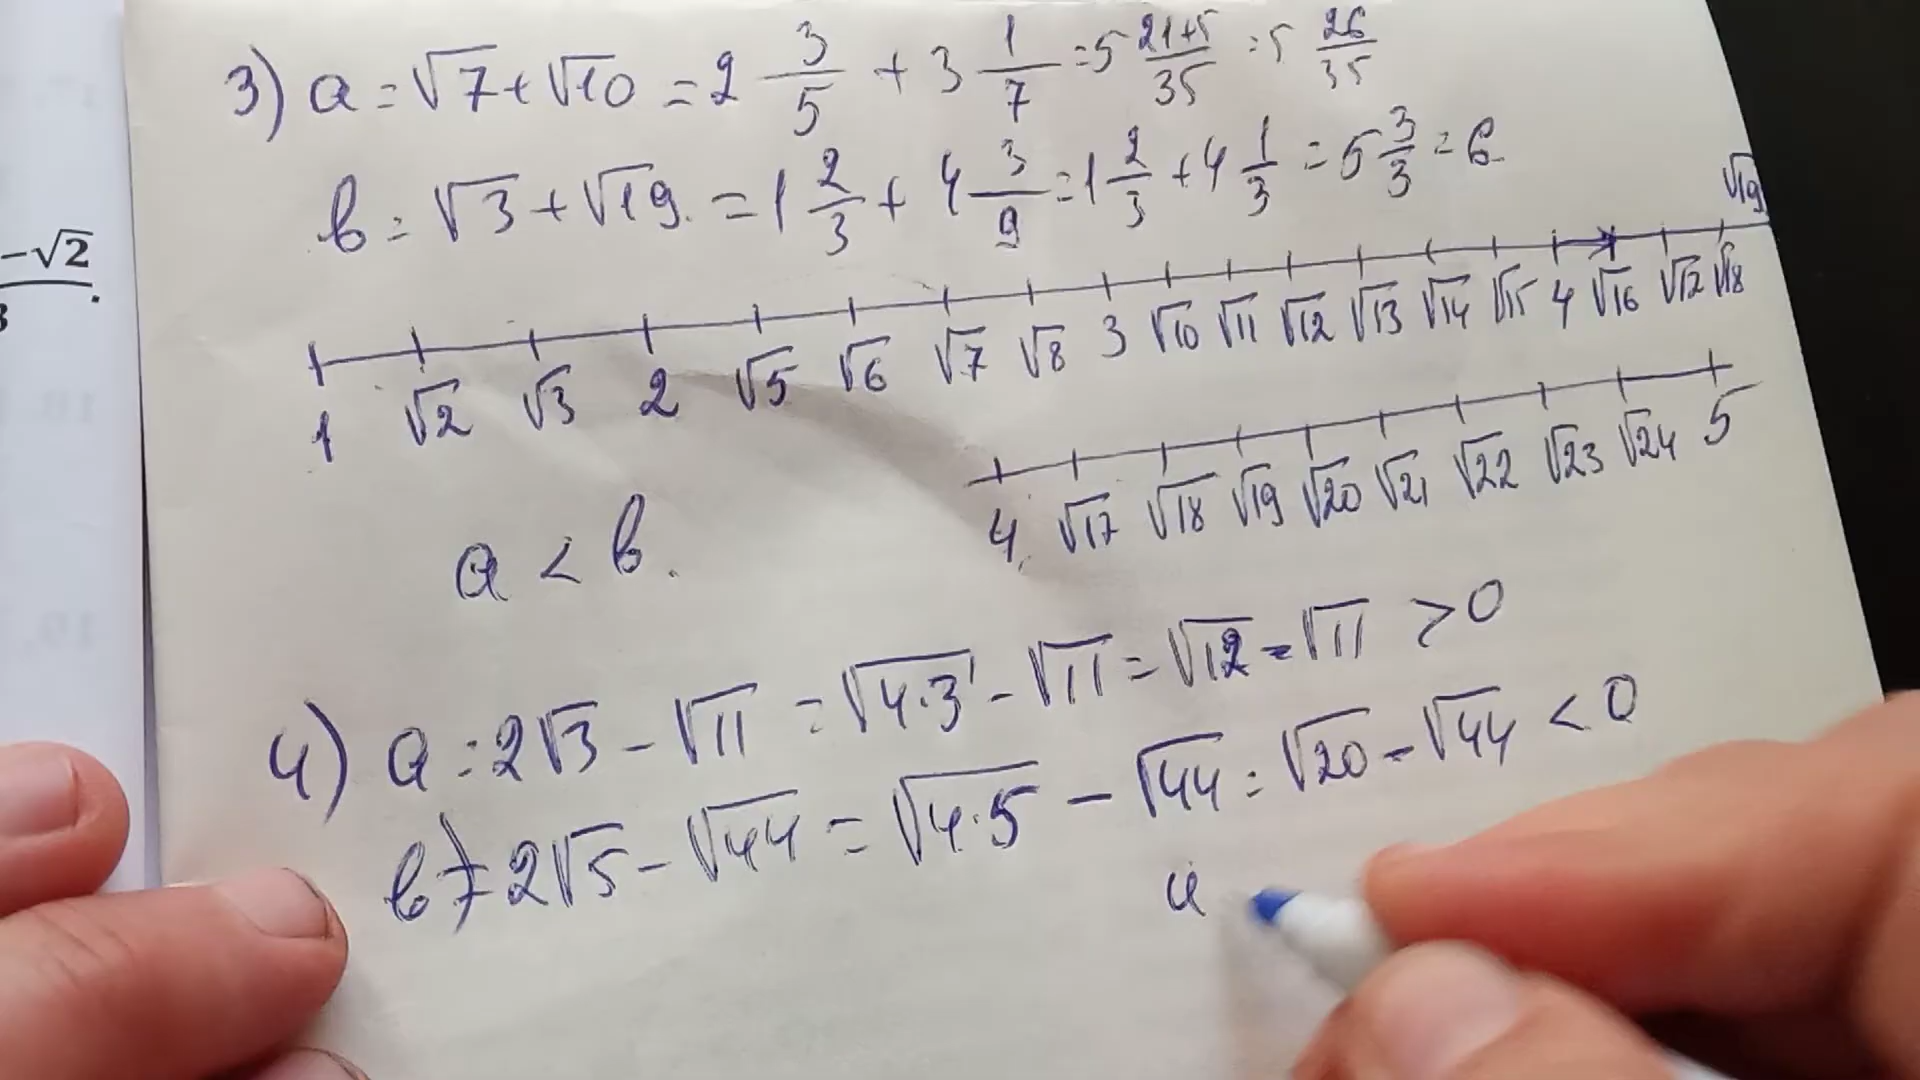 3) a = √7 + √10 = 2 3/5 + 3 1/7 = 5 21+5/35 = 5 26/35
в = √3 + √19. = 1 2/3 + 4 3/9 = 1 2/3 + 4 1/3 = 5 3/3 = 6
√19
1 √2 √3 2 √5 √6 √7 √8 3 √10 √11 √12 √13 √14 √15 4 √16 √12 √18
4. √17 √18 √19 √20 √21 √22 √23 √24 5
a < в.
4) a = 2√3 - √11 = √4·3 - √11 = √12 - √11 > 0
в = 2√5 - √44 = √4·5 - √44 = √20 - √44 < 0
-√2